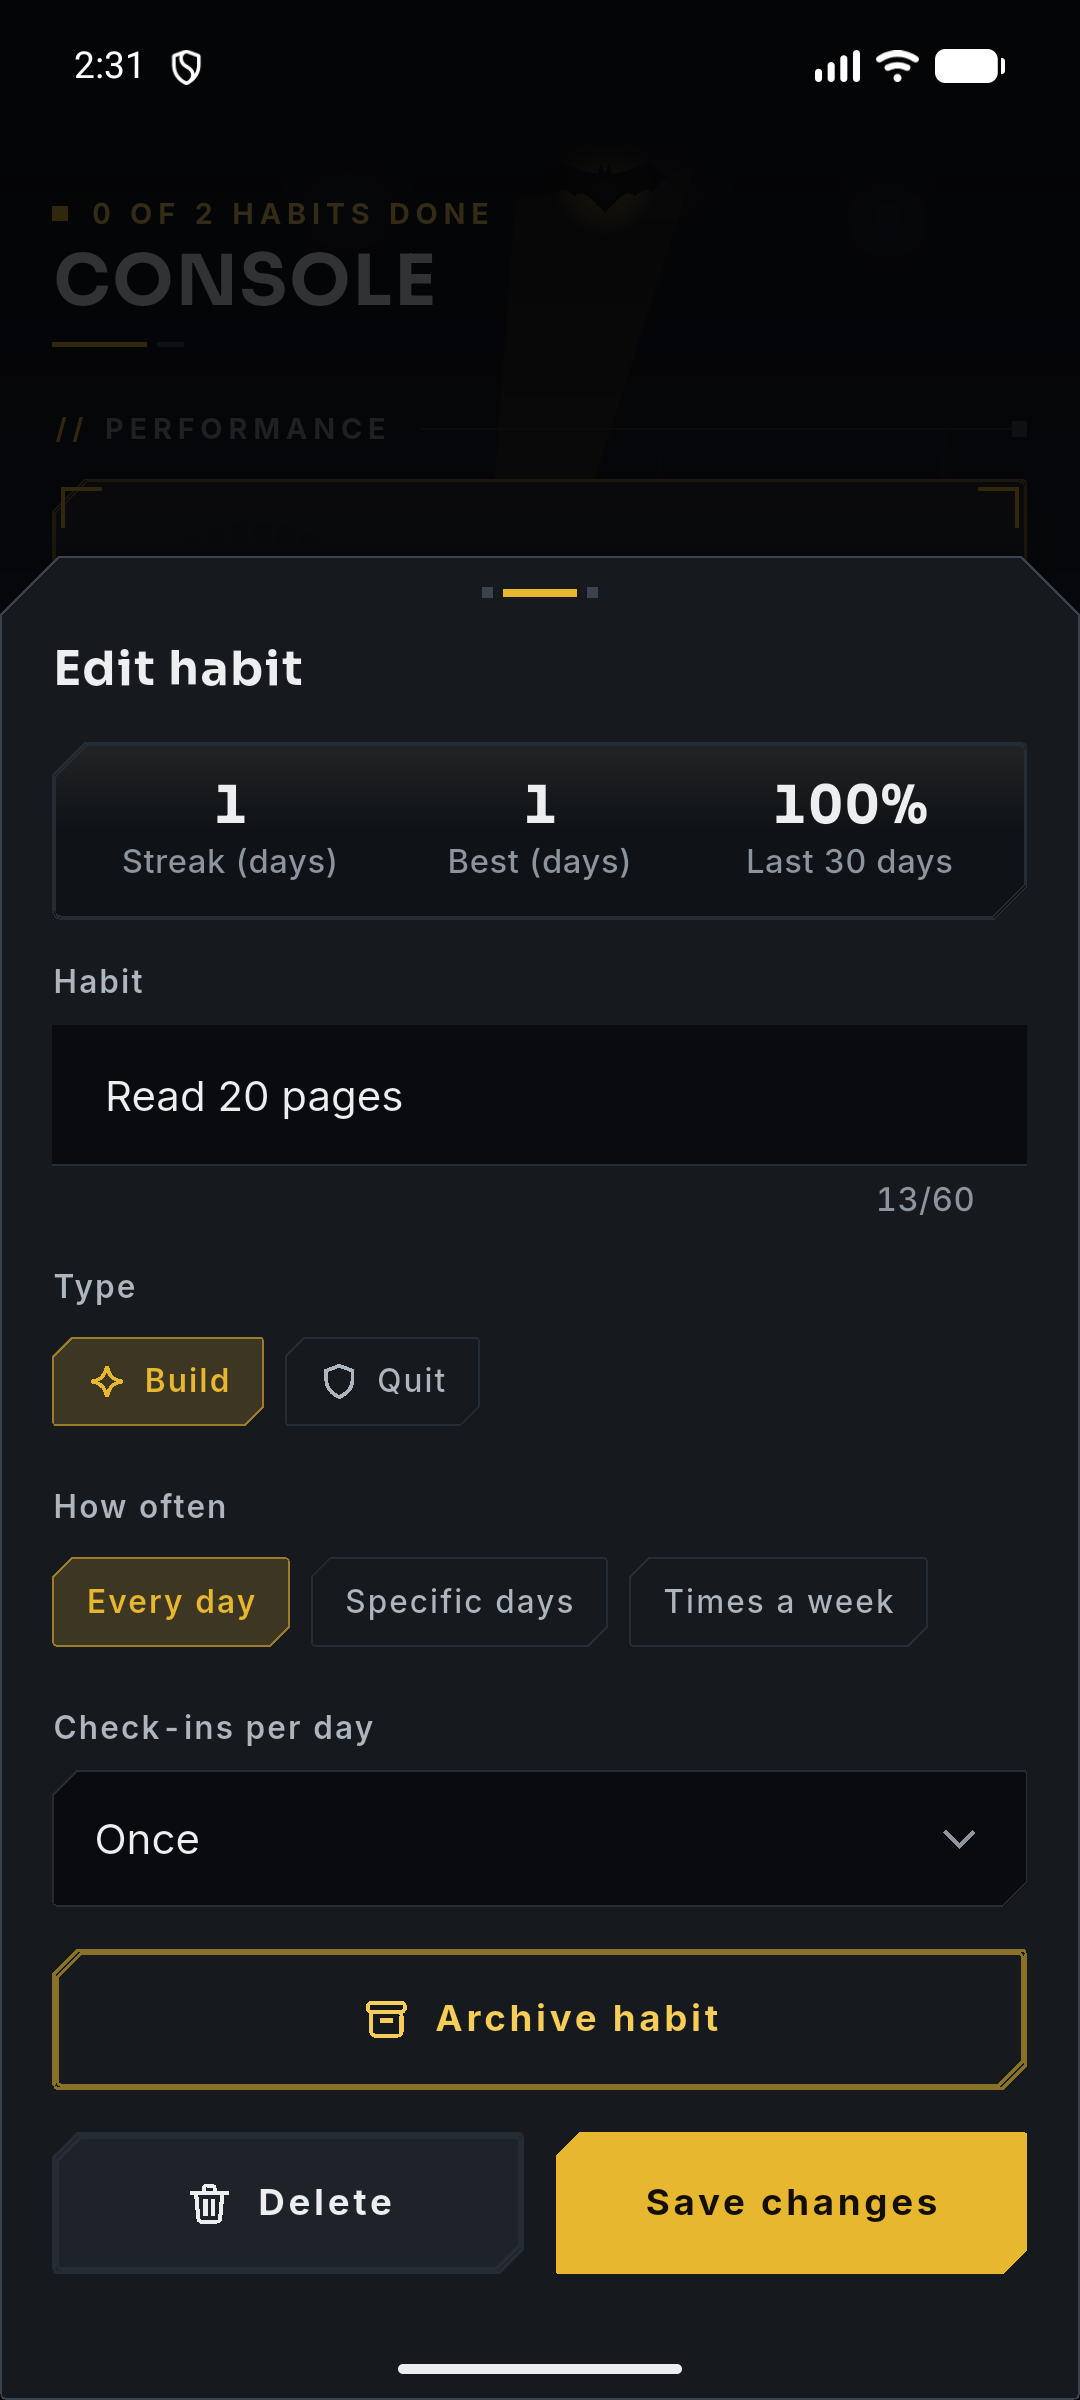 2:31
0 OF 2 HABITS DONE
CONSOLE
// PERFORMANCE
Edit habit
1 1 100%
Streak (days) Best (days) Last 30 days
Habit
Read 20 pages
13/60
Type
Build Quit
How often
Every day Specific days Times a week
Check-ins per day
Once
Archive habit
Delete Save changes